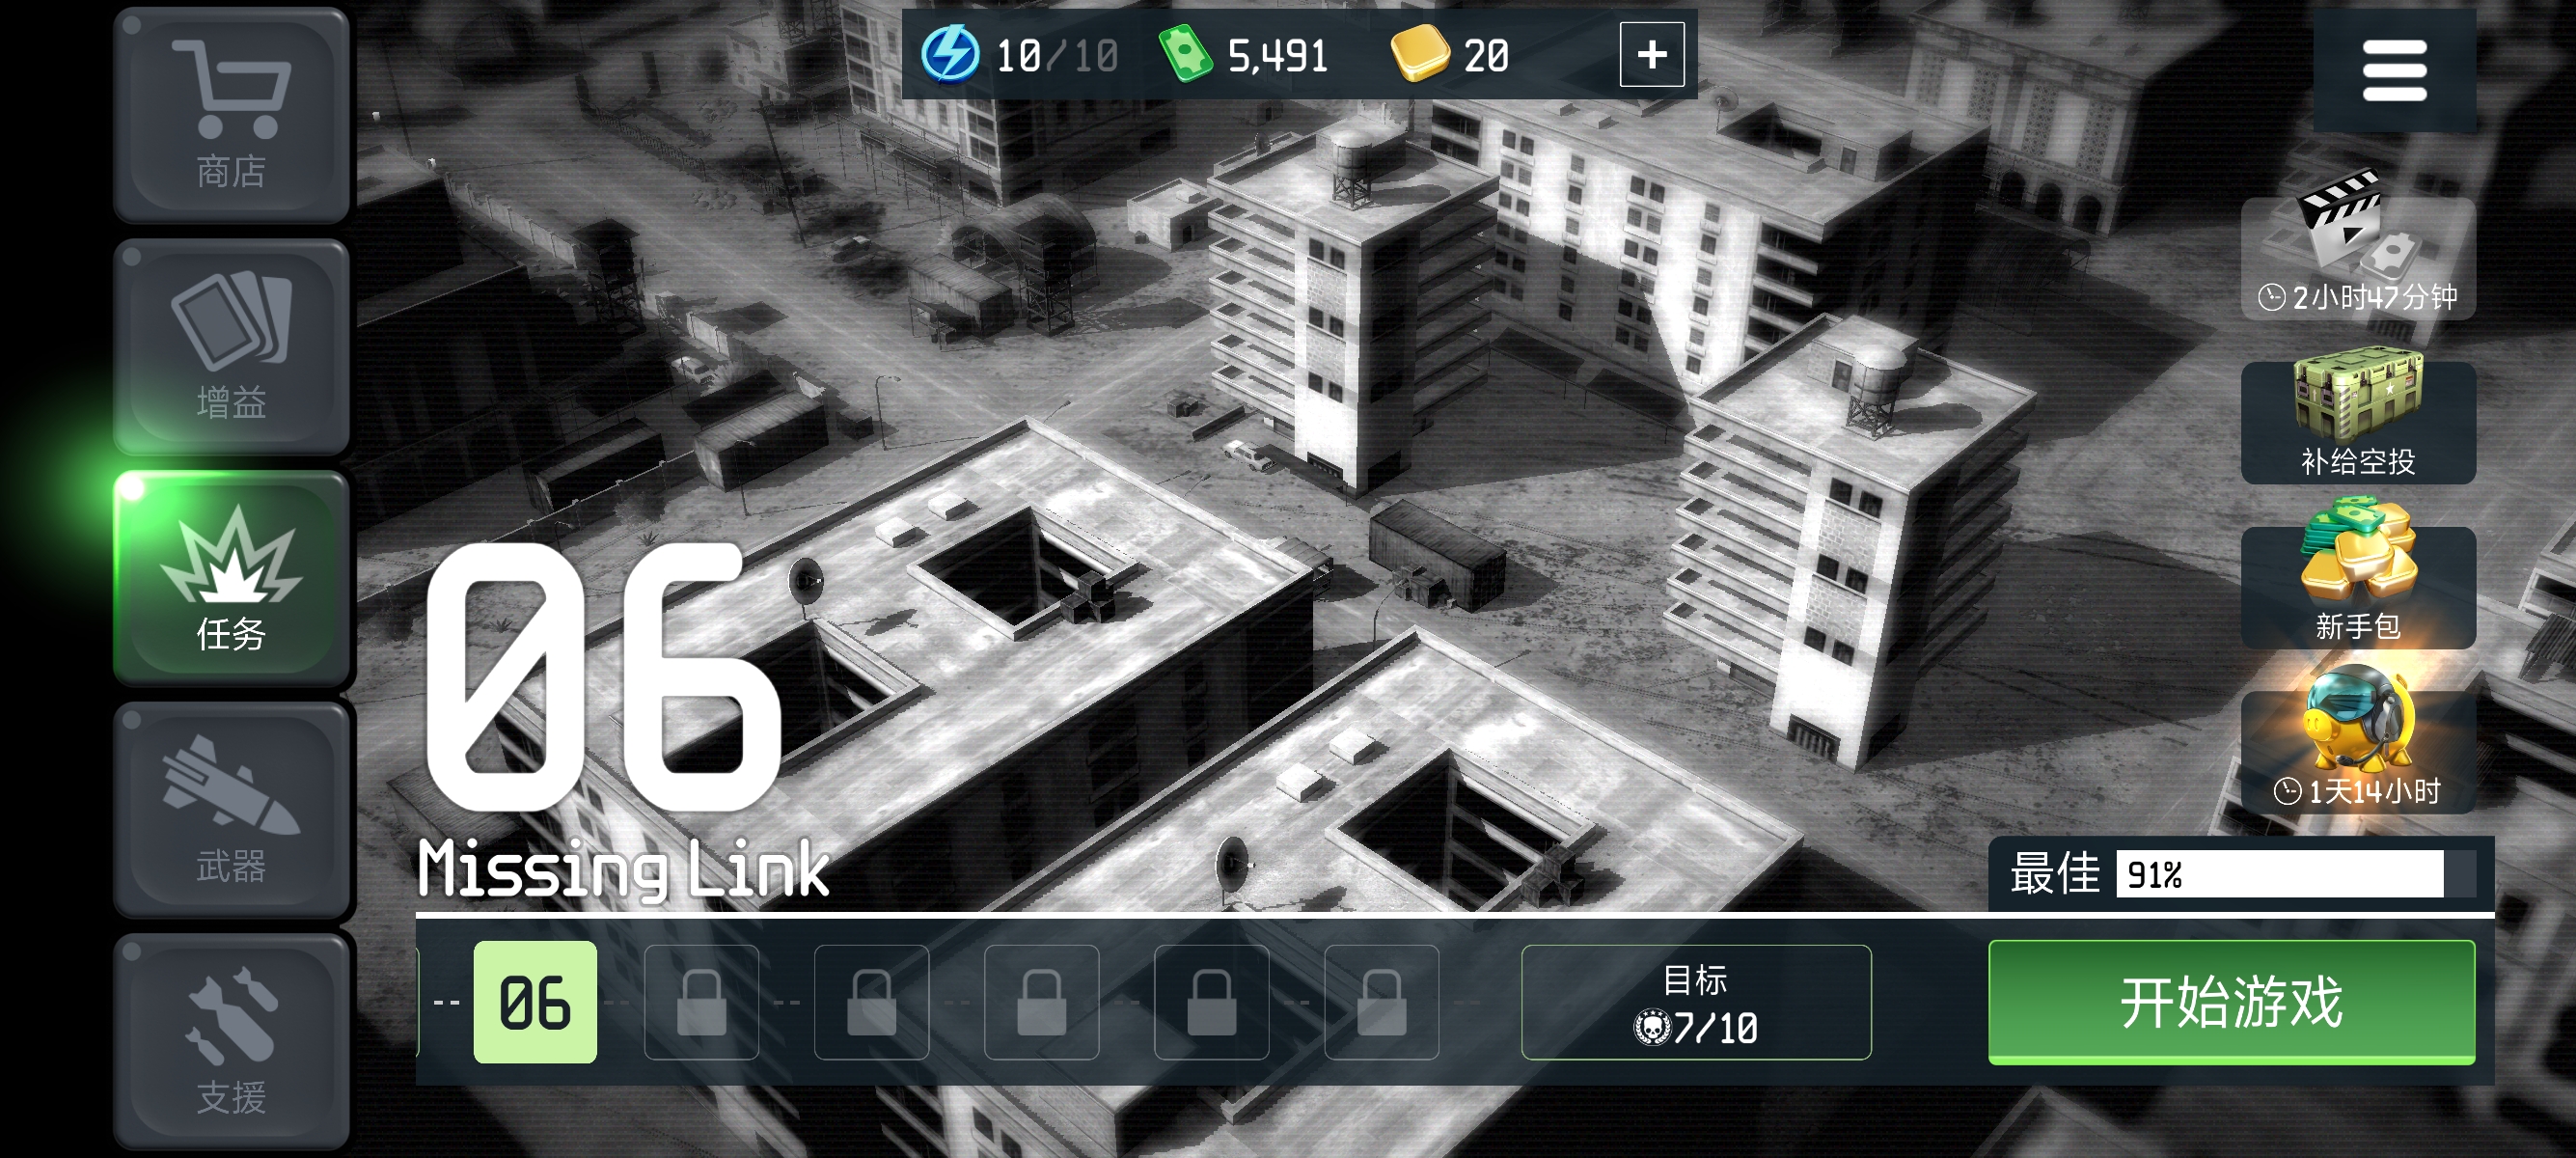 10/10
5,491
20
+
商店
增益
任务
武器
支援
2小时47分钟
补给空投
新手包
1天14小时
06
Missing Link
最佳 91%
06
目标
7/10
开始游戏